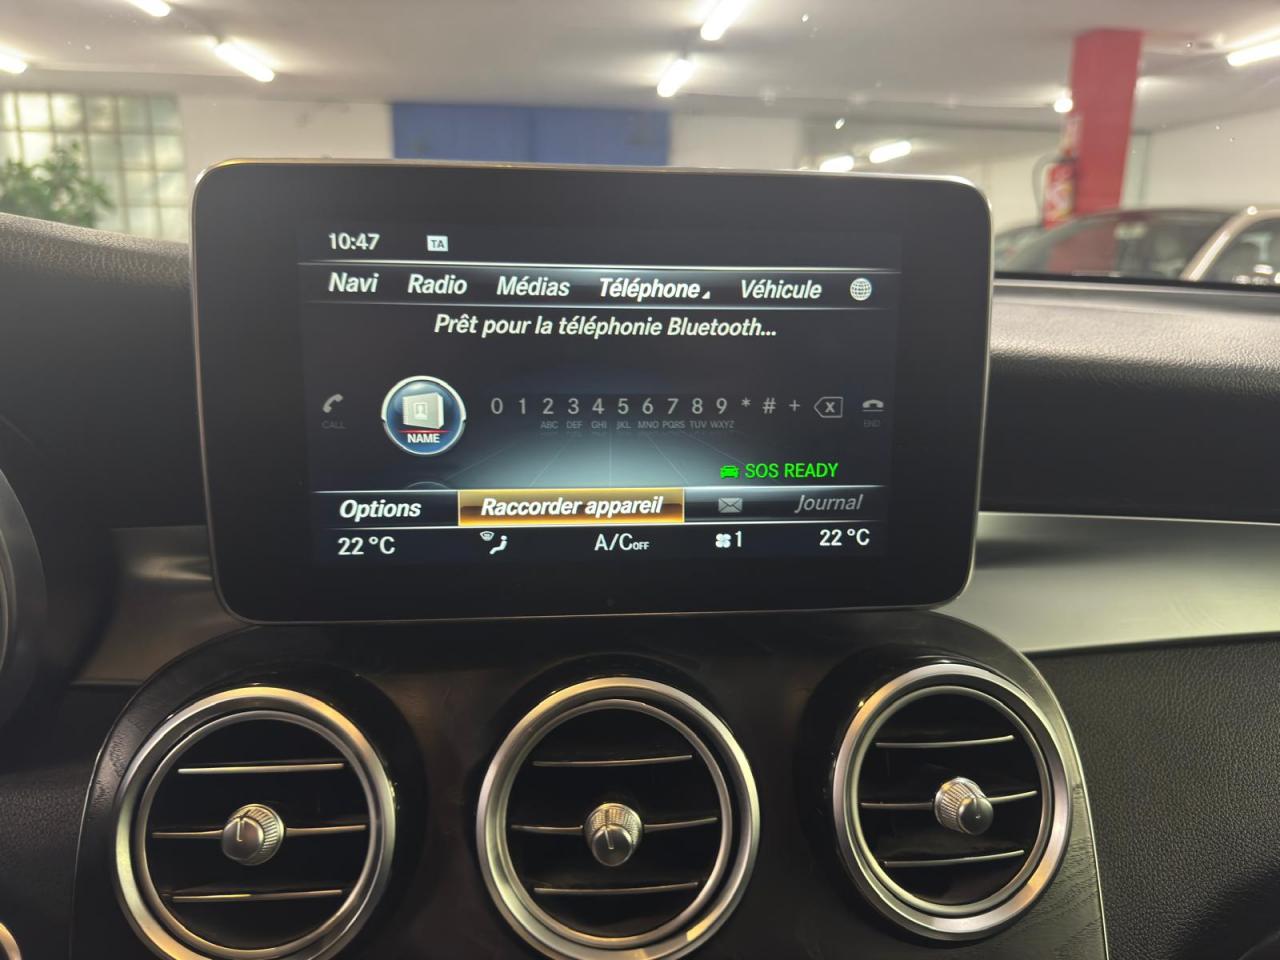 10:47 TA
Navi Radio Médias Téléphone Véhicule
Prêt pour la téléphonie Bluetooth...
CALL NAME 0 1 2 3 4 5 6 7 8 9 * # + x END
ABC DEF GHI JKL MNO PQRS TUV WXYZ
SOS READY
Options Raccorder appareil Journal
22 °C A/C OFF 1 22 °C